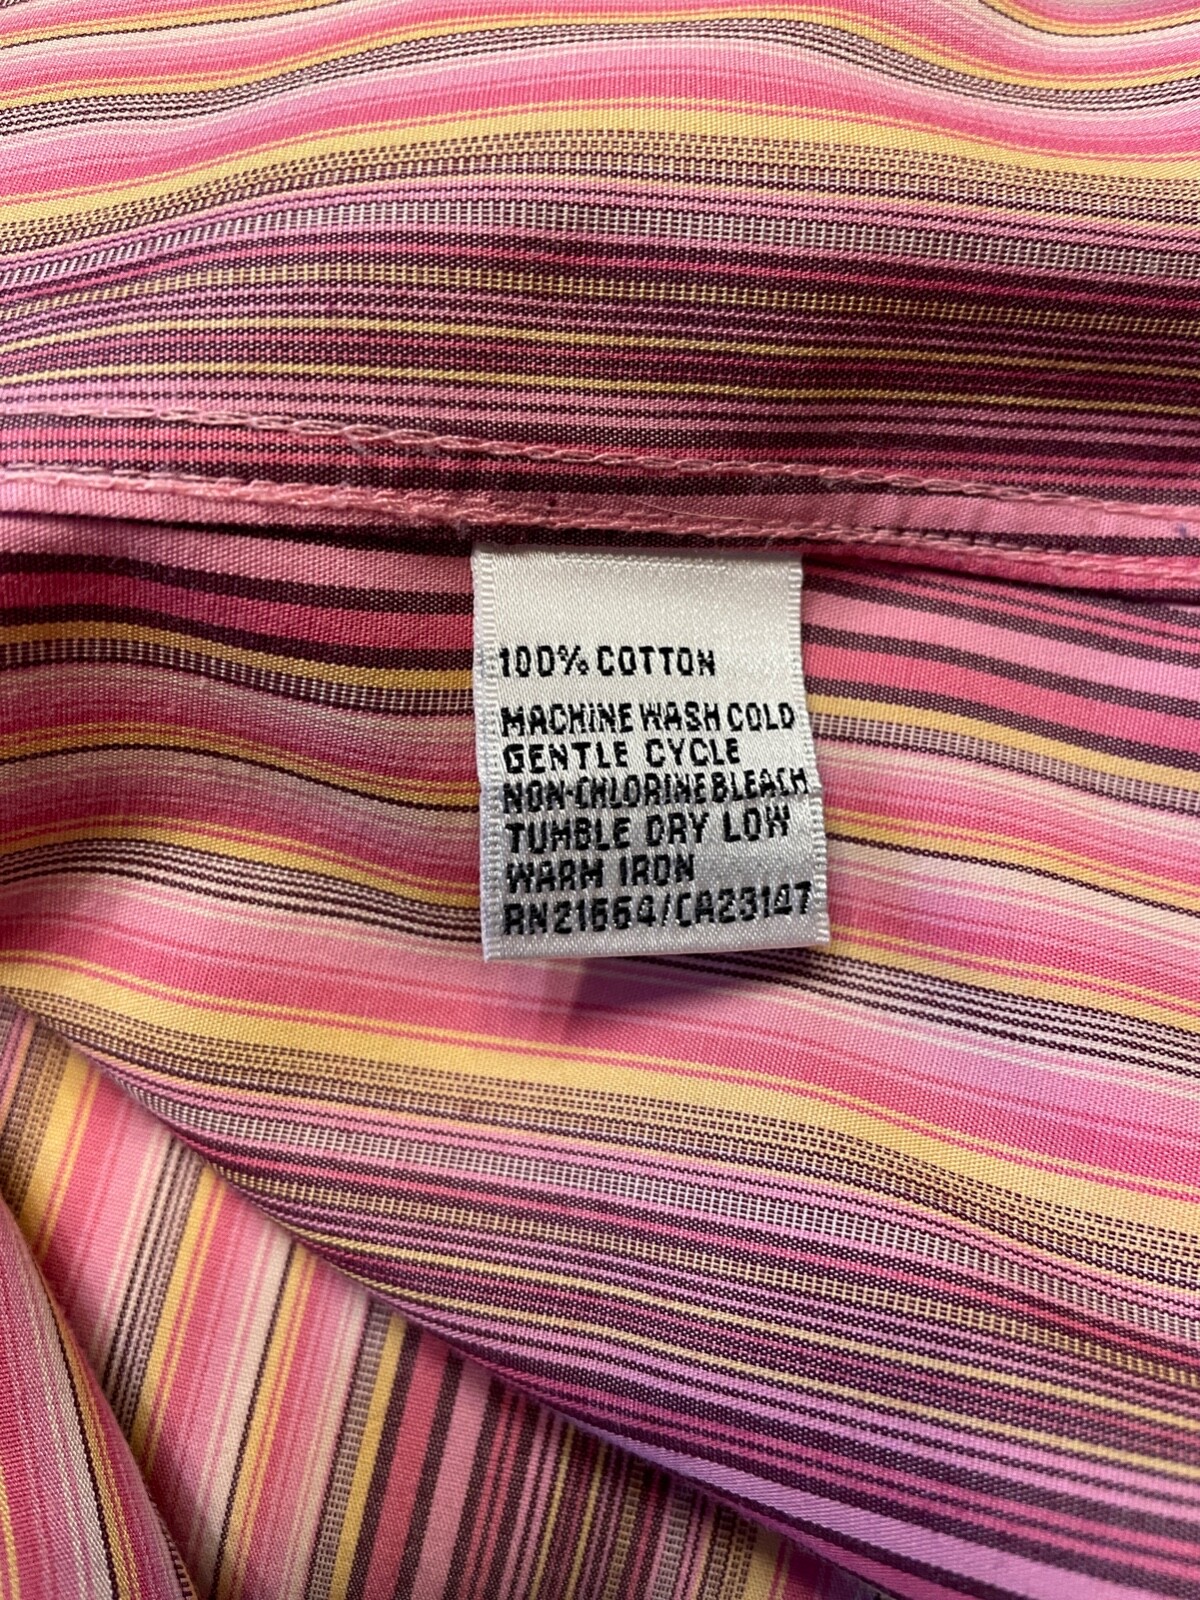 100% COTTON
MACHINE WASH COLD
GENTLE CYCLE
NON-CHLORINE BLEACH
TUMBLE DRY LOW
WARM IRON
RN21664/CA23147